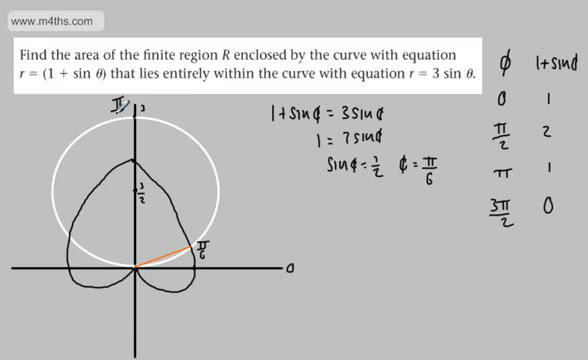 www.m4ths.com
Find the area of the finite region R enclosed by the curve with equation
r = (1 + sin θ) that lies entirely within the curve with equation r = 3 sin θ.
ϕ 1+sinϕ
0 1
π/2 2
π 1
3π/2 0
1+sinϕ = 3sinϕ
1 = 2sinϕ
sinϕ = 1/2 ϕ = π/6
π/2 3
3/2
π/6
0